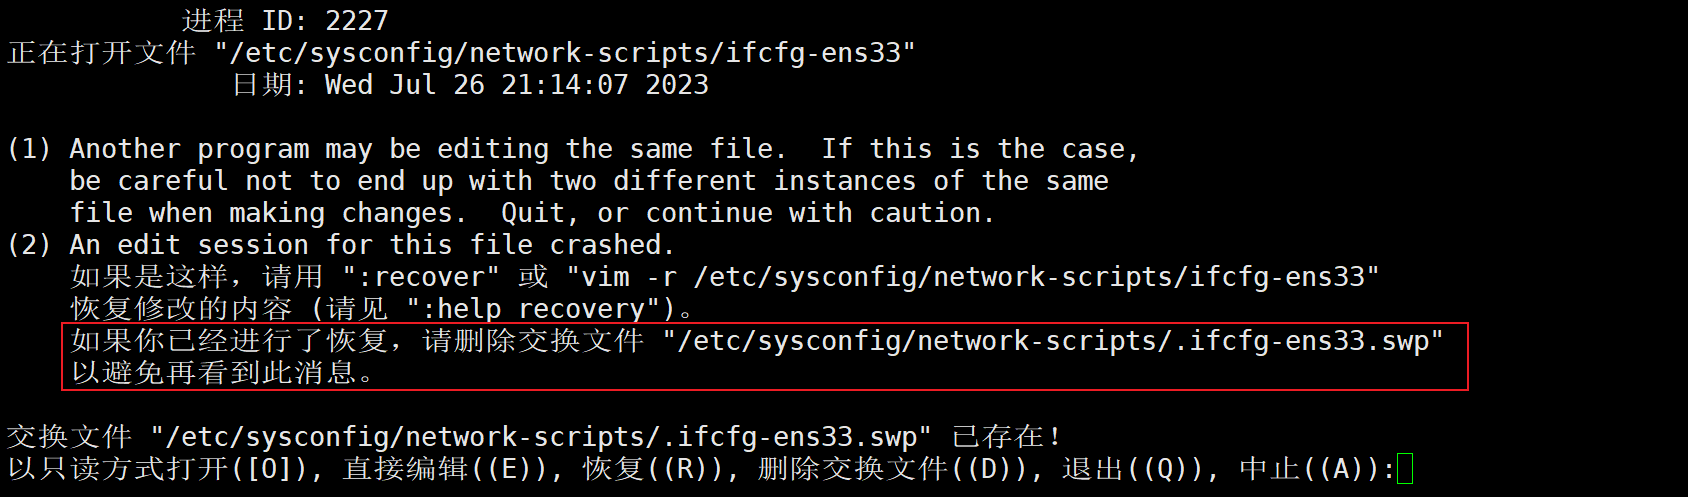 进程 ID: 2227
正在打开文件 "/etc/sysconfig/network-scripts/ifcfg-ens33"
日期: Wed Jul 26 21:14:07 2023
(1) Another program may be editing the same file.  If this is the case,
be careful not to end up with two different instances of the same
file when making changes.  Quit, or continue with caution.
(2) An edit session for this file crashed.
如果是这样，请用 ":recover" 或 "vim -r /etc/sysconfig/network-scripts/ifcfg-ens33"
恢复修改的内容 (请见 ":help recovery")。
如果你已经进行了恢复，请删除交换文件 "/etc/sysconfig/network-scripts/.ifcfg-ens33.swp"
以避免再看到此消息。
交换文件 "/etc/sysconfig/network-scripts/.ifcfg-ens33.swp" 已存在！
以只读方式打开([O]), 直接编辑((E)), 恢复((R)), 删除交换文件((D)), 退出((Q)), 中止((A)):